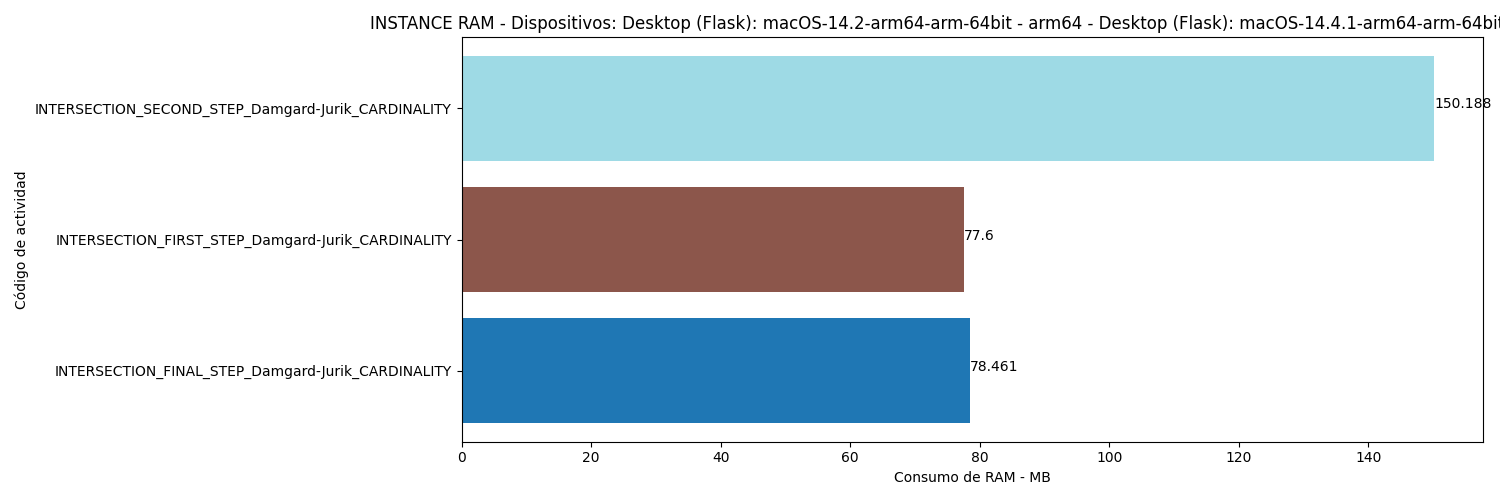 INSTANCE RAM - Dispositivos: Desktop (Flask): macOS-14.2-arm64-arm-64bit - arm64 - Desktop (Flask): macOS-14.4.1-arm64-arm-64bit
Código de actividad
INTERSECTION_SECOND_STEP_Damgard-Jurik_CARDINALITY
150.188
INTERSECTION_FIRST_STEP_Damgard-Jurik_CARDINALITY
77.6
INTERSECTION_FINAL_STEP_Damgard-Jurik_CARDINALITY
78.461
0 20 40 60 80 100 120 140
Consumo de RAM - MB